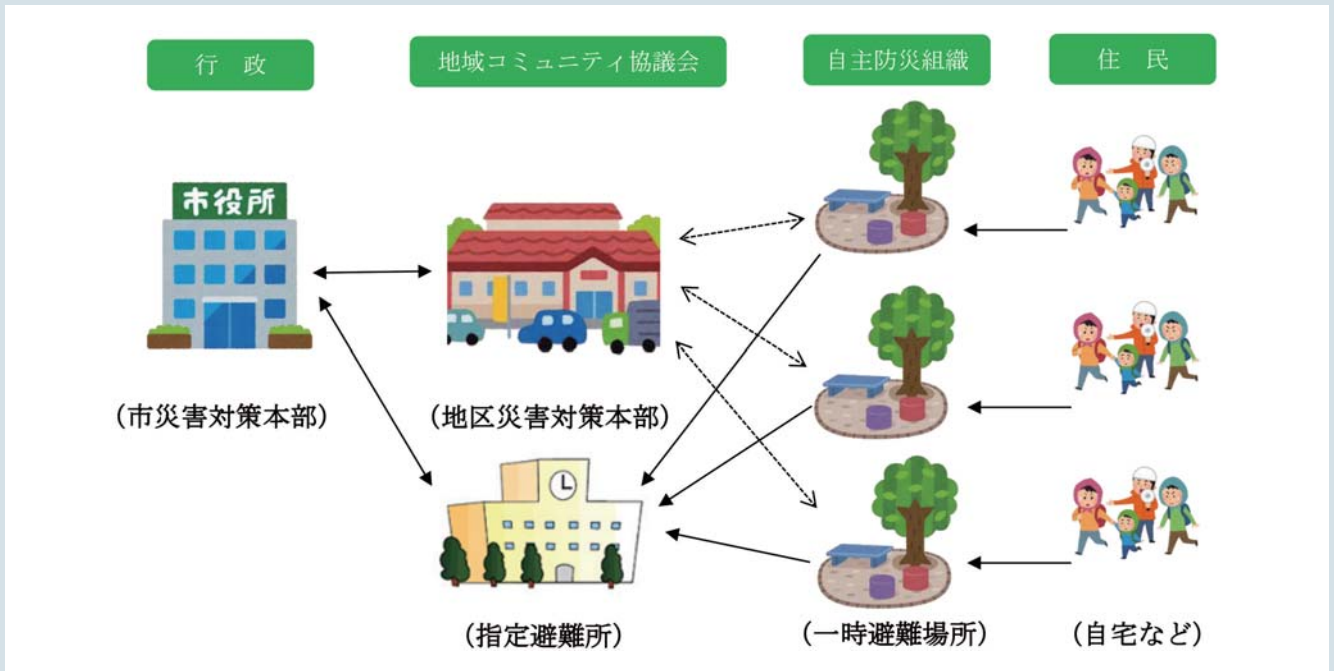 行　政
地域コミュニティ協議会
自主防災組織
住　民
市役所
（市災害対策本部）
（地区災害対策本部）
（指定避難所）
（一時避難場所）
（自宅など）